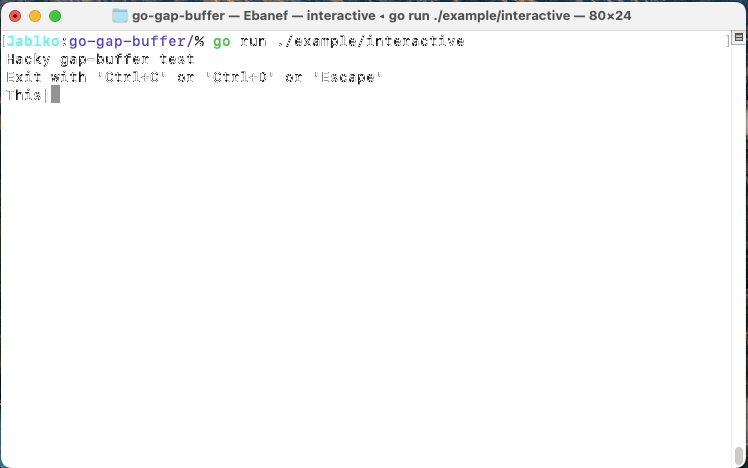 go-gap-buffer — Ebanef — interactive ◂ go run ./example/interactive — 80×24
[Jablko:go-gap-buffer/% go run ./example/interactive ]
Hacky gap-buffer test
Exit with 'Ctrl+C' or 'Ctrl+D' or 'Escape'
This|